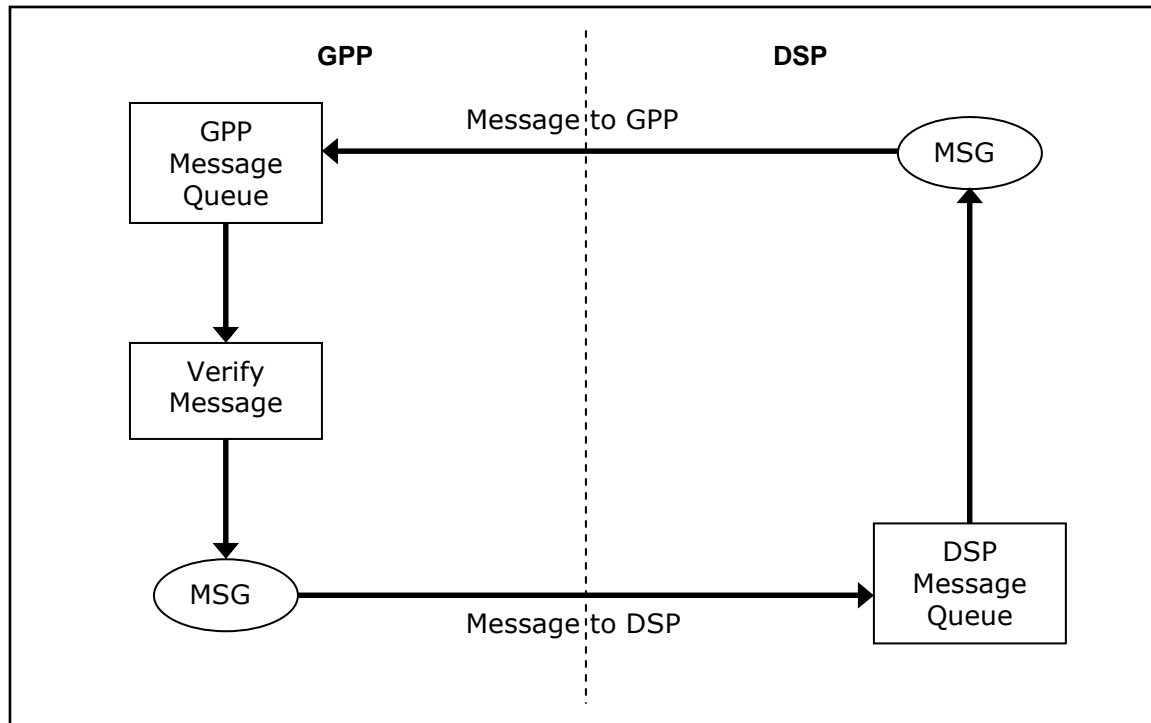 GPP
DSP
Message to GPP
GPP
Message
Queue
MSG
Verify
Message
MSG
Message to DSP
DSP
Message
Queue